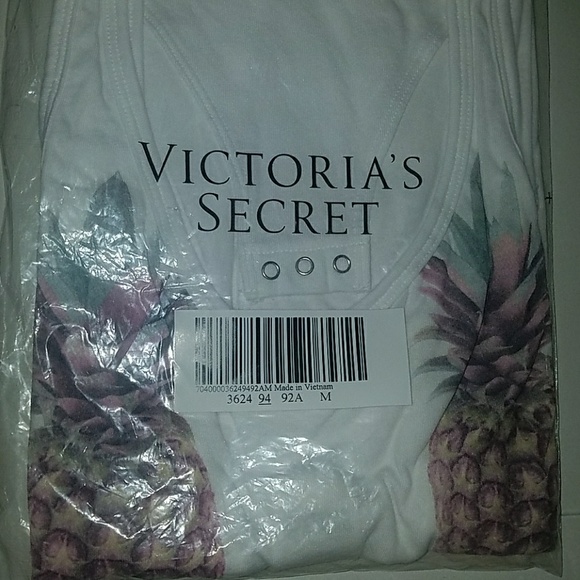 VICTORIA'S
SECRET
704000036249492AM Made in Vietnam
3624 94 92A M